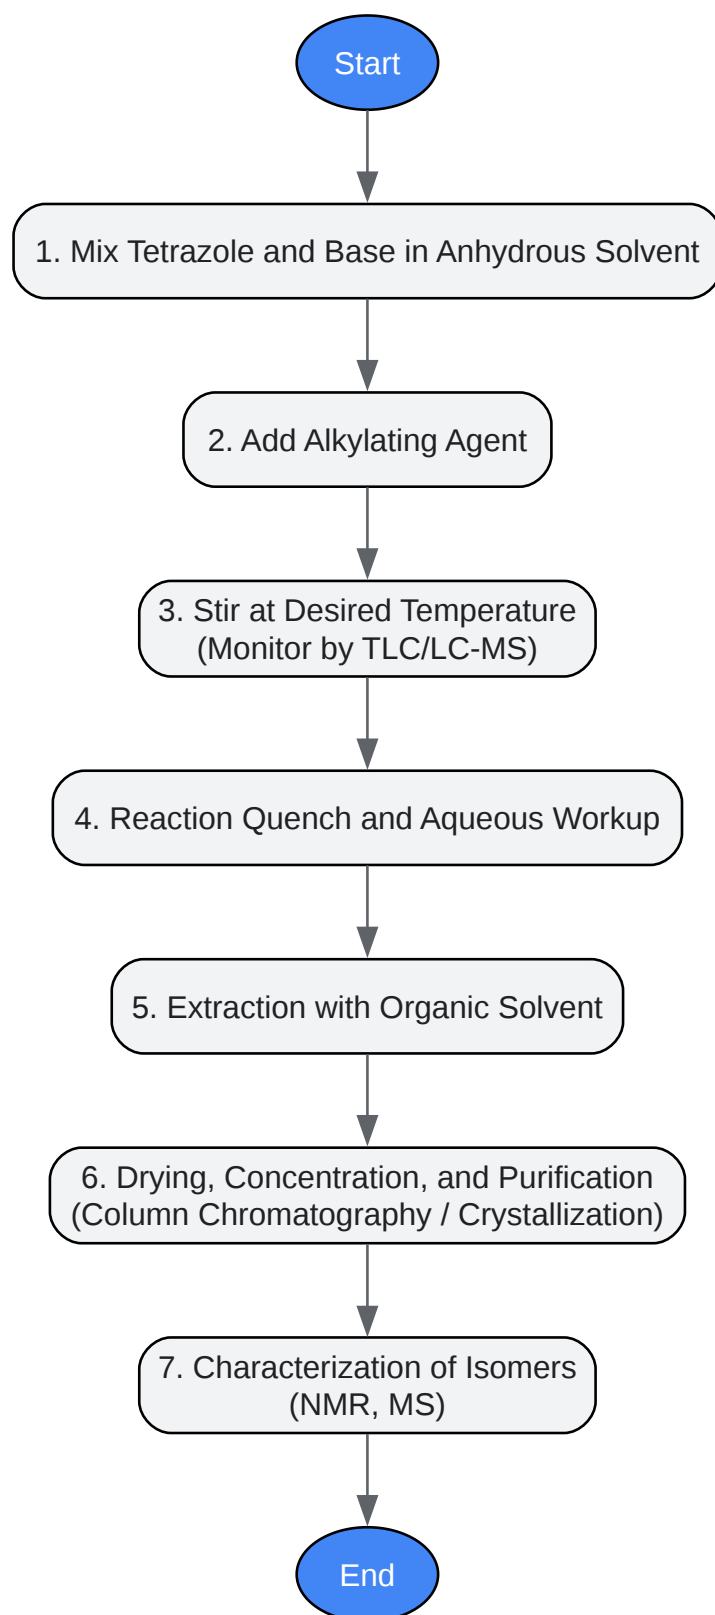 Start
1. Mix Tetrazole and Base in Anhydrous Solvent
2. Add Alkylating Agent
3. Stir at Desired Temperature
(Monitor by TLC/LC-MS)
4. Reaction Quench and Aqueous Workup
5. Extraction with Organic Solvent
6. Drying, Concentration, and Purification
(Column Chromatography / Crystallization)
7. Characterization of Isomers
(NMR, MS)
End